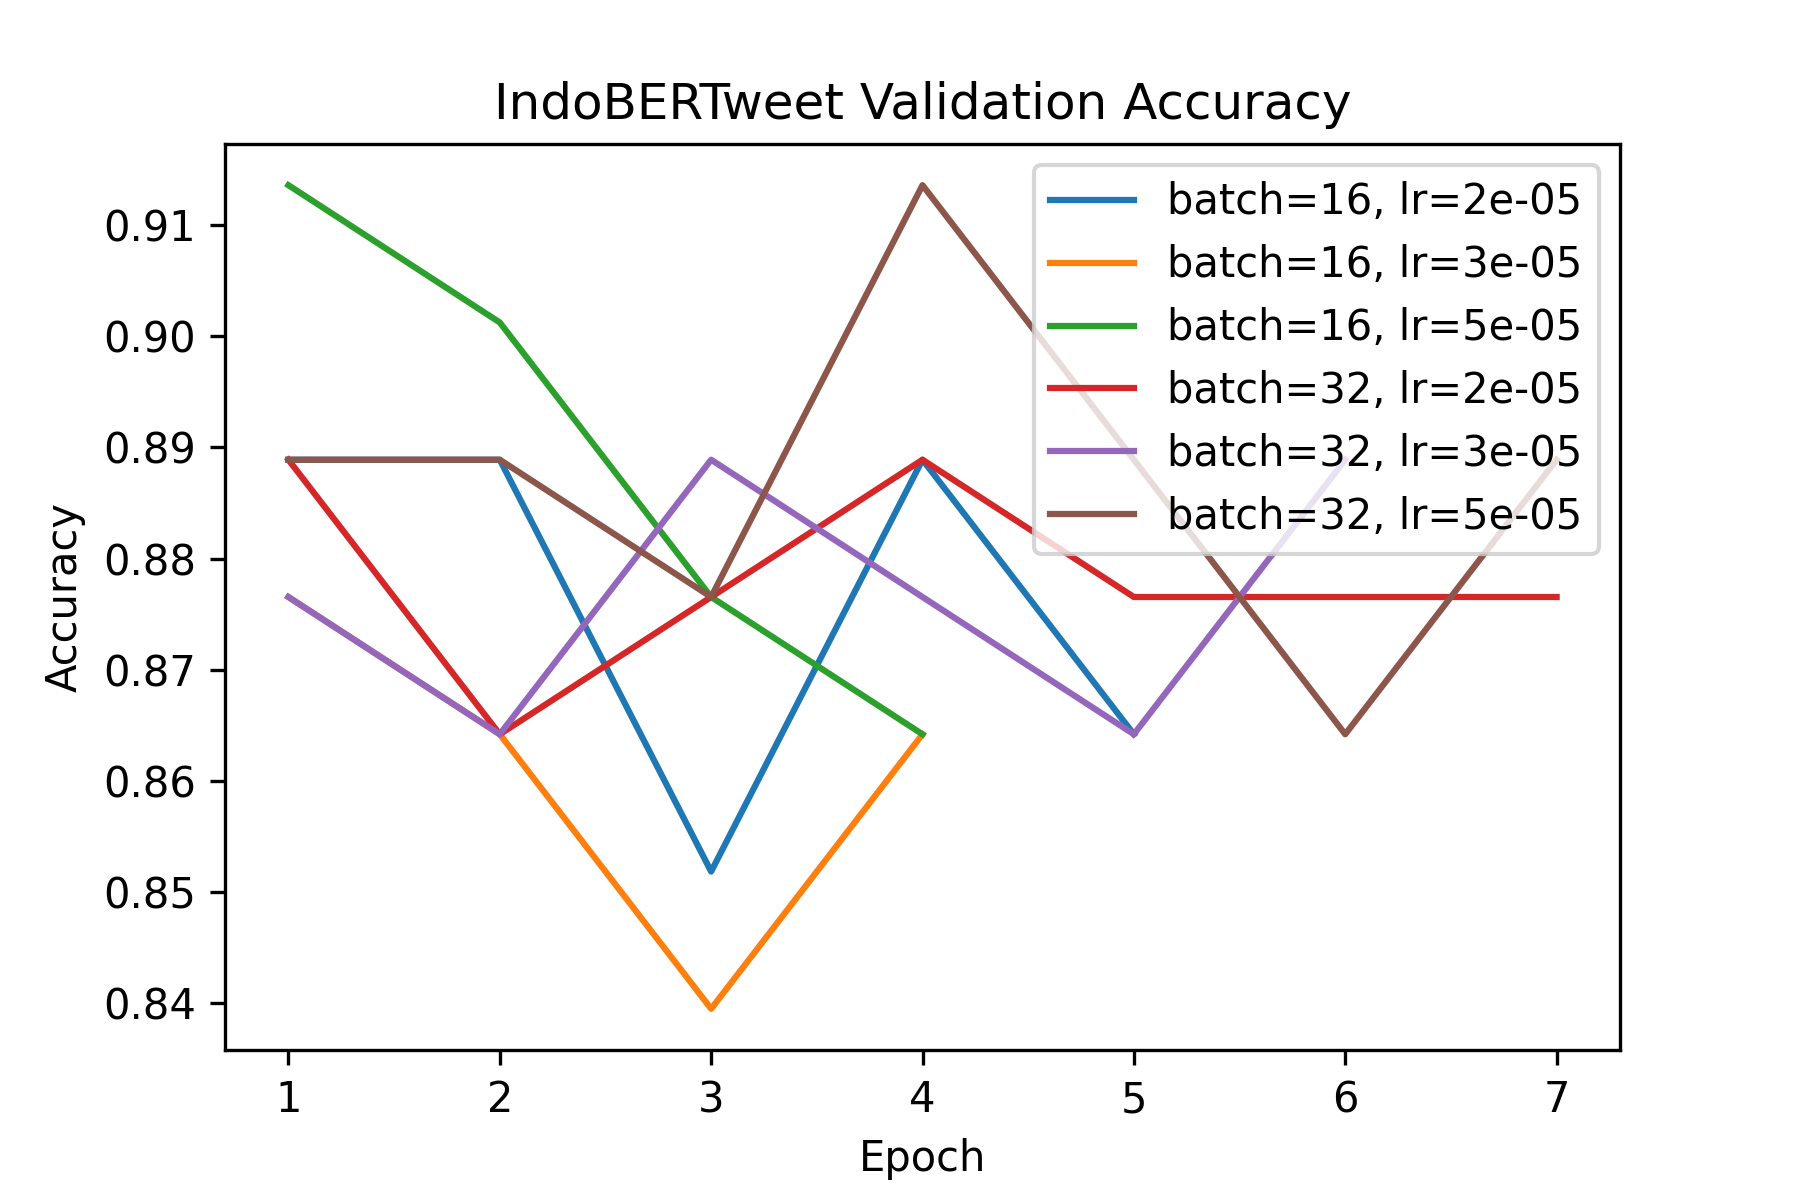 IndoBERTweet Validation Accuracy
batch=16, lr=2e-05
batch=16, lr=3e-05
batch=16, lr=5e-05
batch=32, lr=2e-05
batch=32, lr=3e-05
batch=32, lr=5e-05
Accuracy
0.91
0.90
0.89
0.88
0.87
0.86
0.85
0.84
1 2 3 4 5 6 7
Epoch